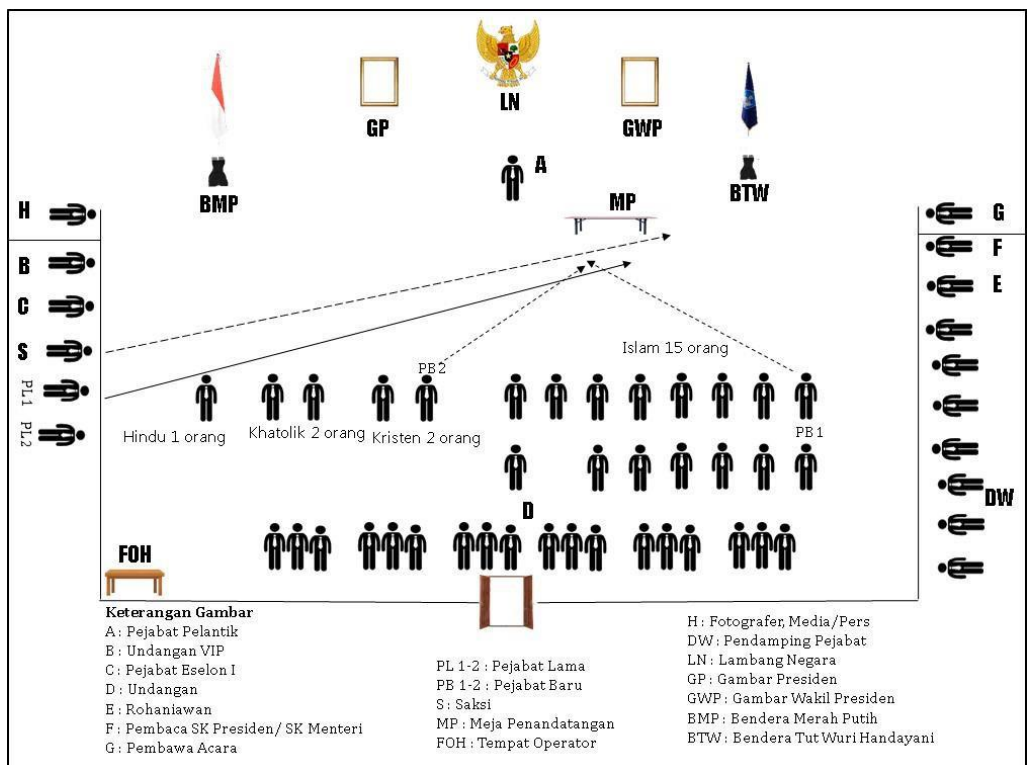 LN
GP
GWP
A
BMP
MP
BTW
H
G
B
F
C
E
S
Islam 15 orang
PL1
PB2
Hindu 1 orang
Khatolik 2 orang
Kristen 2 orang
PB1
PL2
D
DW
FOH
Keterangan Gambar
A : Pejabat Pelantik
B : Undangan VIP
C : Pejabat Eselon I
D : Undangan
E : Rohaniawan
F : Pembaca SK Presiden/ SK Menteri
G : Pembawa Acara
PL 1-2 : Pejabat Lama
PB 1-2 : Pejabat Baru
S : Saksi
MP : Meja Penandatangan
FOH : Tempat Operator
H : Fotografer, Media/Pers
DW : Pendamping Pejabat
LN : Lambang Negara
GP : Gambar Presiden
GWP : Gambar Wakil Presiden
BMP : Bendera Merah Putih
BTW : Bendera Tut Wuri Handayani